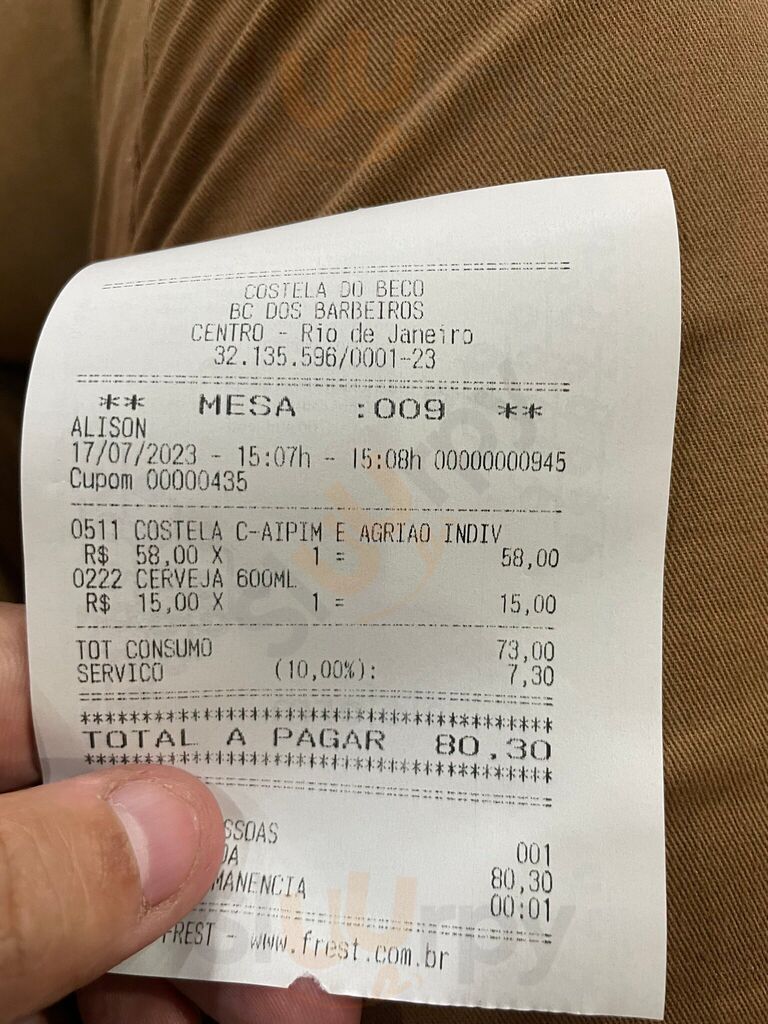 COSTELA DO BECO
BC DOS BARBEIROS
CENTRO - Rio de Janeiro
32.135.596/0001-23
** MESA :009 **
ALISON
17/07/2023 - 15:07h - 15:08h 00000000945
Cupom 00000435
0511 COSTELA C-AIPIM E AGRIAO INDIV
R$ 58,00 X 1 = 58,00
0222 CERVEJA 600ML
R$ 15,00 X 1 = 15,00
TOT CONSUMO 73,00
SERVICO (10,00%): 7,30
TOTAL A PAGAR 80,30
SSOAS 001
DA 80,30
MANENCIA 00:01
FREST - www.frest.com.br